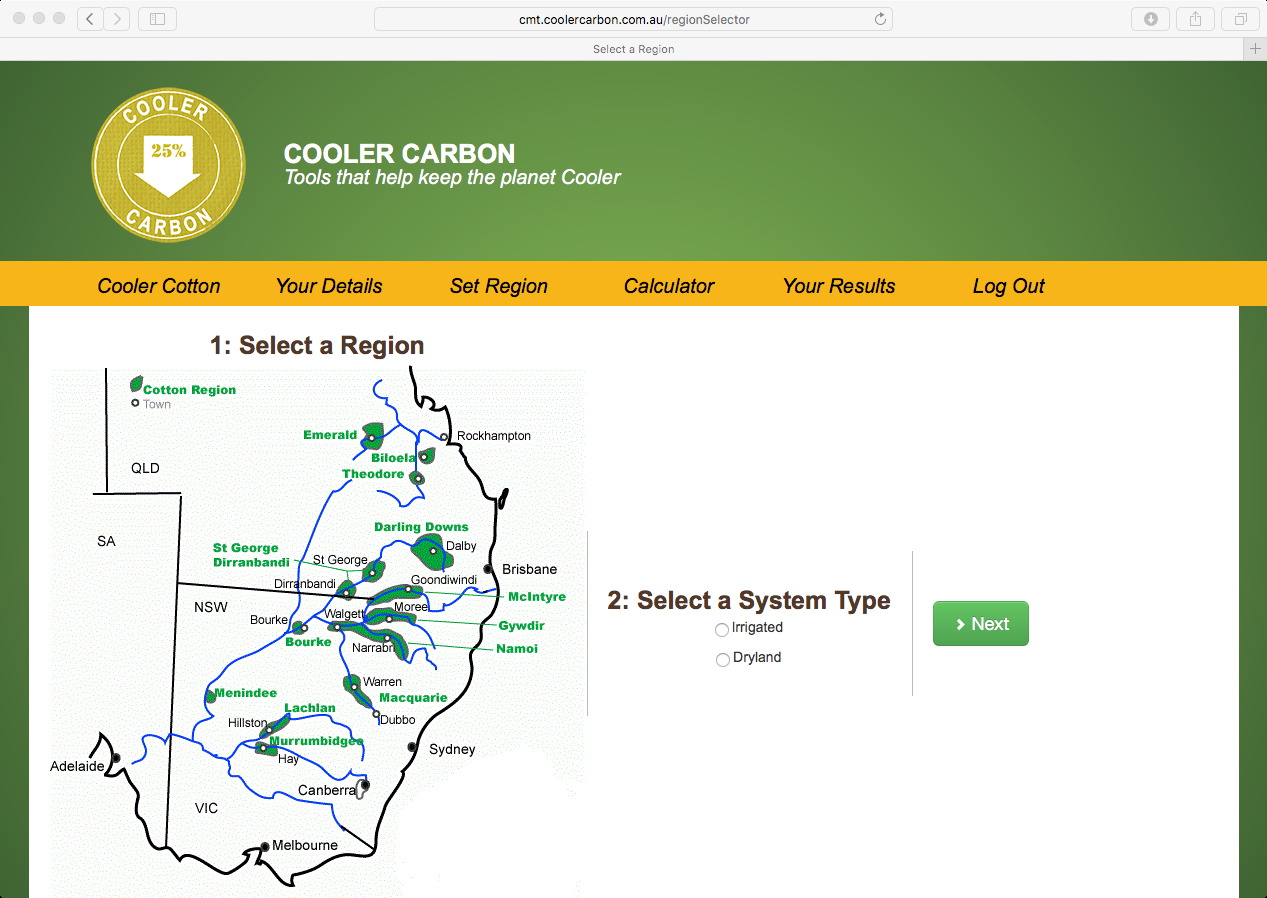 cmt.coolercarbon.com.au/regionSelector
Select a Region
COOLER
25%
CARBON
COOLER CARBON
Tools that help keep the planet Cooler
Cooler Cotton
Your Details
Set Region
Calculator
Your Results
Log Out
1: Select a Region
Cotton Region
Town
Emerald
Rockhampton
Biloela
QLD
Theodore
Darling Downs
SA
St George
Dalby
Dirranbandi
St George
Brisbane
Dirranbandi
Goondiwindi
McIntyre
NSW
Moree
Walgett
Bourke
Gywdir
Bourke
Narrabri
Namoi
Warren
Menindee
Macquarie
Lachlan
Hillston
Dubbo
Murrumbidgee
Sydney
Hay
Adelaide
Canberra
VIC
Melbourne
2: Select a System Type
Irrigated
Dryland
Next